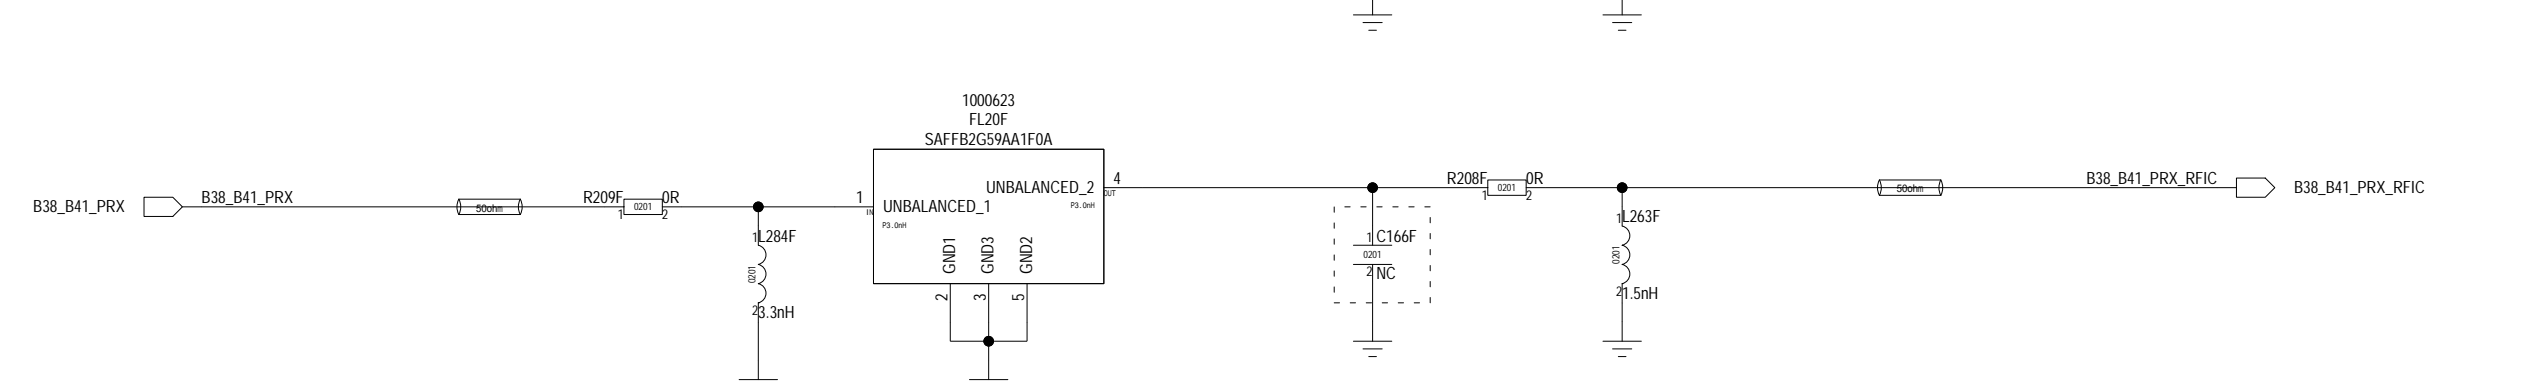 1000623
FL20F
SAFFB2G59AA1F0A
B38_B41_PRX
B38_B41_PRX
50ohm
R209F
0R
0201
1
2
1
L284F
0201
2
3.3nH
1
IN
UNBALANCED_1
P3.0nH
UNBALANCED_2
P3.0nH
4
OUT
GND1
GND3
GND2
2
3
5
1
C166F
0201
2
NC
R208F
0R
0201
1
2
1
L263F
0201
2
1.5nH
50ohm
B38_B41_PRX_RFIC
B38_B41_PRX_RFIC